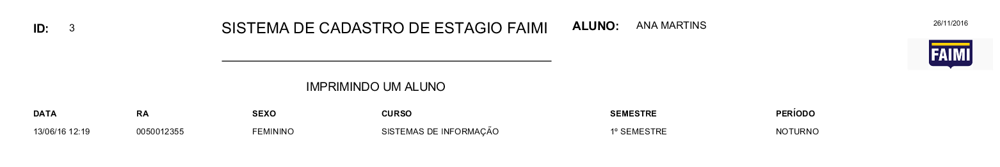 ID: 3 SISTEMA DE CADASTRO DE ESTAGIO FAIMI ALUNO: ANA MARTINS 26/11/2016
FAIMI
IMPRIMINDO UM ALUNO
DATA RA SEXO CURSO SEMESTRE PERÍODO
13/06/16 12:19 0050012355 FEMININO SISTEMAS DE INFORMAÇÃO 1º SEMESTRE NOTURNO